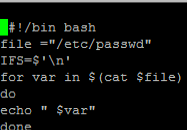 #!/bin bash
file ="/etc/passwd"
IFS=$'\n'
for var in $(cat $file)
do
echo " $var"
done